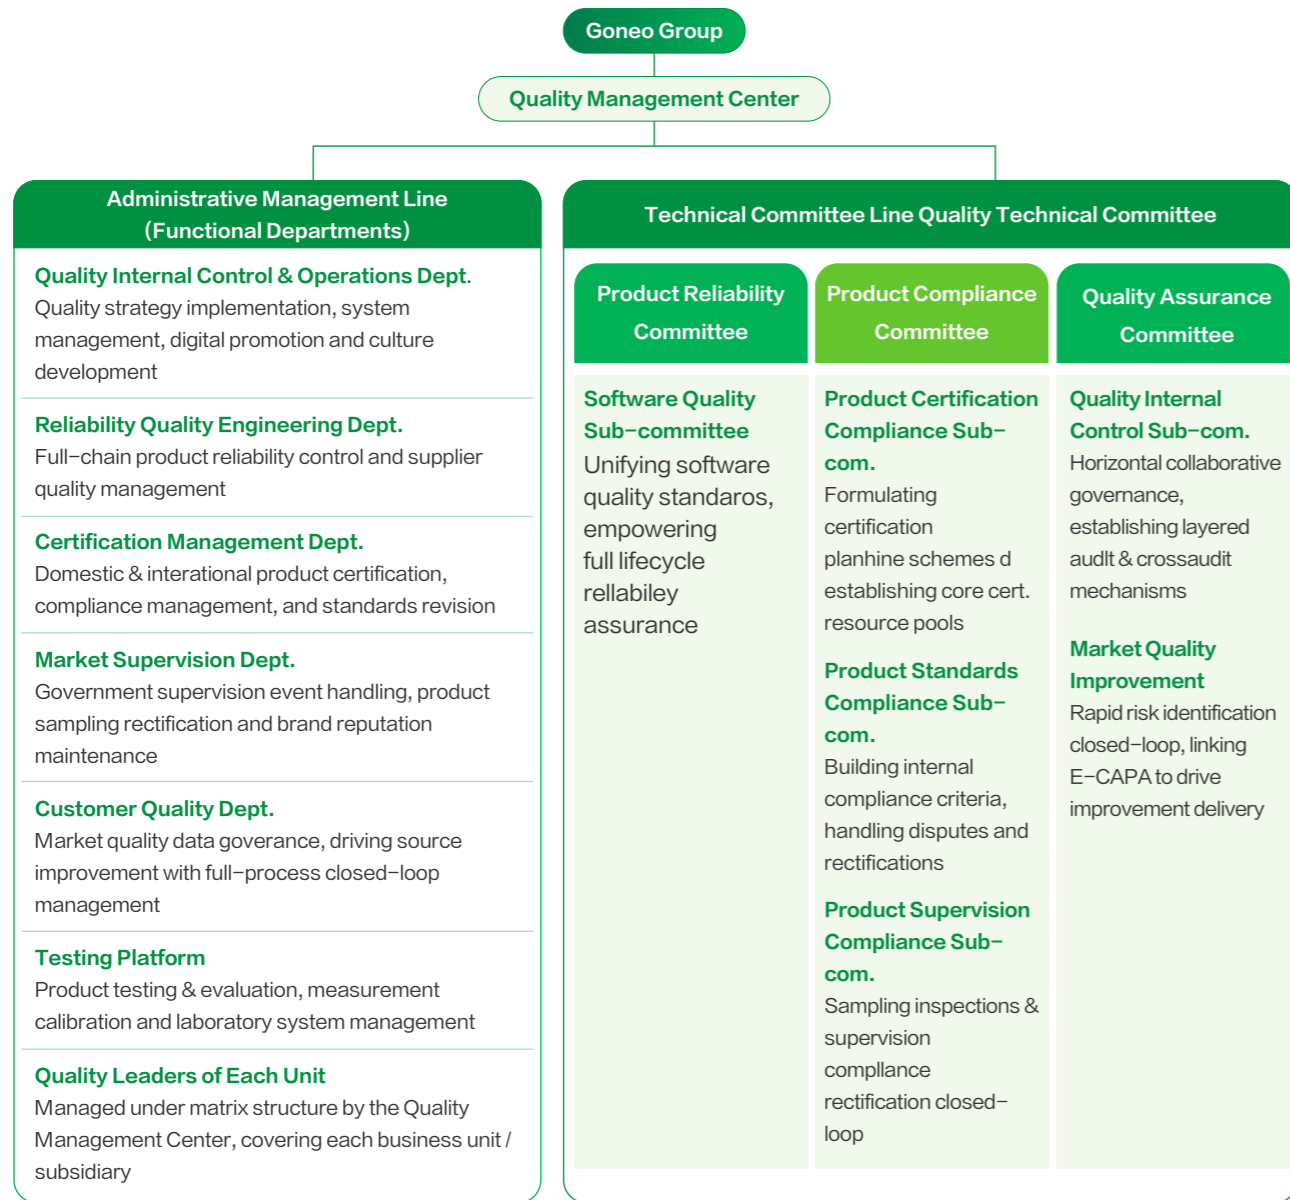 Goneo Group
Quality Management Center
Administrative Management Line
(Functional Departments)
Quality Internal Control & Operations Dept.
Quality strategy implementation, system
management, digital promotion and culture
development
Reliability Quality Engineering Dept.
Full-chain product reliability control and supplier
quality management
Certification Management Dept.
Domestic & interational product certification,
compliance management, and standards revision
Market Supervision Dept.
Government supervision event handling, product
sampling rectification and brand reputation
maintenance
Customer Quality Dept.
Market quality data goverance, driving source
improvement with full-process closed-loop
management
Testing Platform
Product testing & evaluation, measurement
calibration and laboratory system management
Quality Leaders of Each Unit
Managed under matrix structure by the Quality
Management Center, covering each business unit /
subsidiary
Technical Committee Line Quality Technical Committee
Product Reliability
Committee
Software Quality
Sub-committee
Unifying software
quality standaros,
empowering
full lifecycle
rellabiley
assurance
Product Compliance
Committee
Product Certification
Compliance Sub-
com.
Formulating
certification
planhine schemes d
establishing core cert.
resource pools
Product Standards
Compliance Sub-
com.
Building internal
compliance criteria,
handling disputes and
rectifications
Product Supervision
Compliance Sub-
com.
Sampling inspections &
supervision
compllance
rectification closed-
loop
Quality Assurance
Committee
Quality Internal
Control Sub-com.
Horizontal collaborative
governance,
establishing layered
audlt & crossaudit
mechanisms
Market Quality
Improvement
Rapid risk identification
closed-loop, linking
E-CAPA to drive
improvement delivery